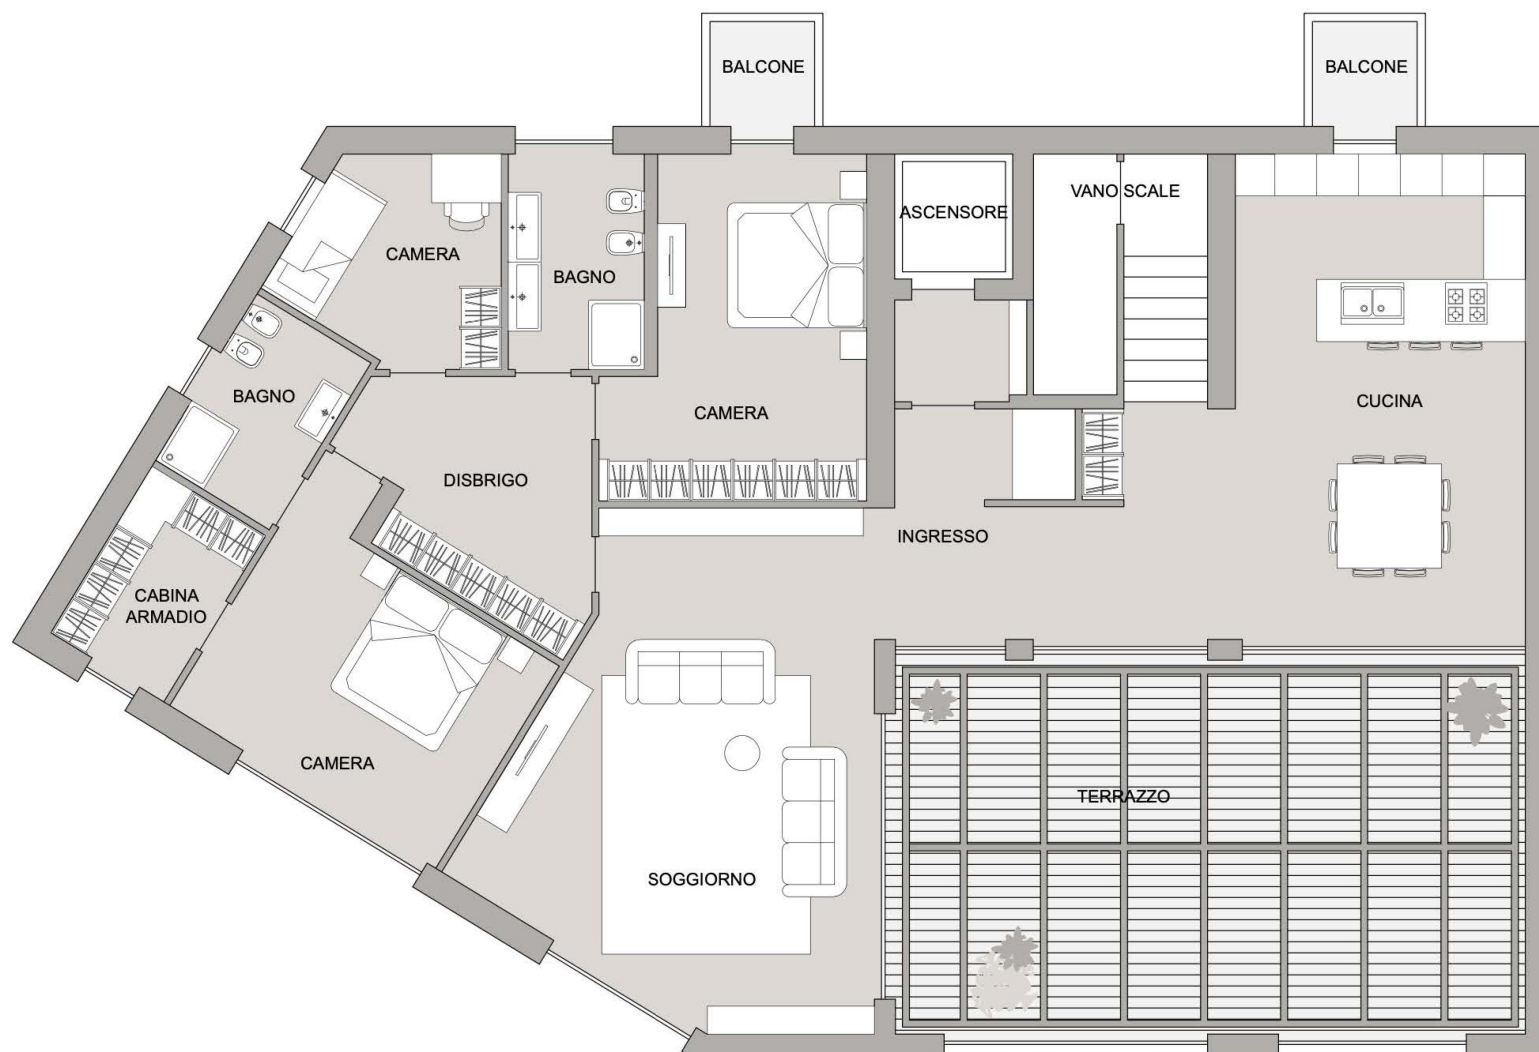 BALCONE
BALCONE
VANO SCALE
ASCENSORE
CAMERA
BAGNO
BAGNO
CAMERA
CUCINA
DISBRIGO
INGRESSO
CABINA
ARMADIO
CAMERA
TERRAZZO
SOGGIORNO